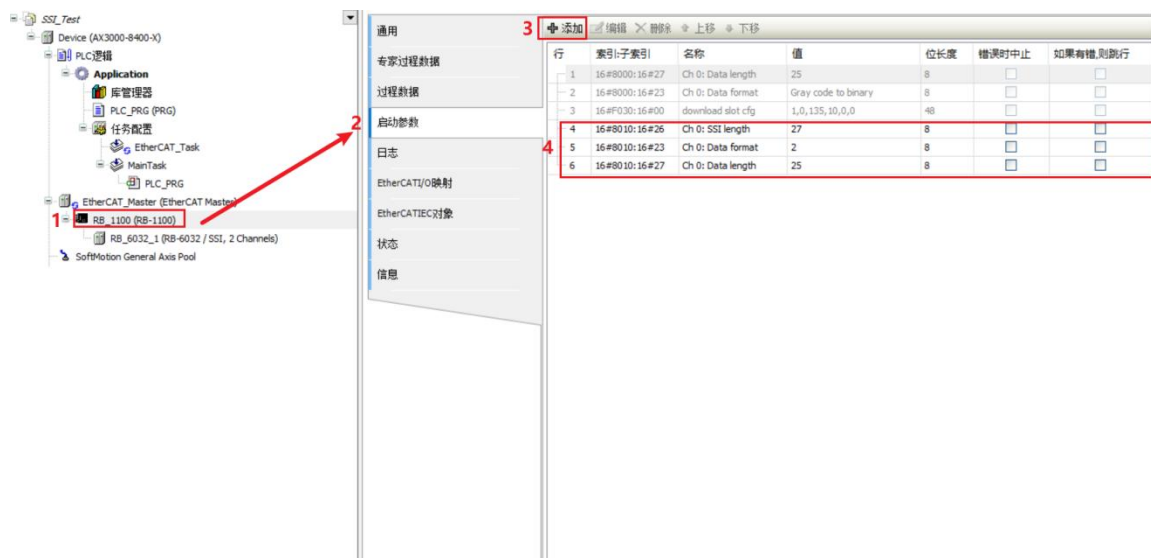 SSI_Test
Device (AX3000-8400-X)
PLC逻辑
Application
库管理器
PLC_PRG (PRG)
任务配置
EtherCAT_Task
MainTask
PLC_PRG
EtherCAT_Master (EtherCAT Master)
1 RB_1100 (RB-1100)
RB_6032_1 (RB-6032 / SSI, 2 Channels)
SoftMotion General Axis Pool
通用
专家过程数据
过程数据
2 启动参数
日志
EtherCATI/O映射
EtherCATIEC对象
状态
信息
3 添加 编辑 删除 上移 下移
行 索引:子索引 名称 值 位长度 错误时中止 如果有错,则跳行
1 16#8000:16#27 Ch 0: Data length 25 8
2 16#8000:16#23 Ch 0: Data format Gray code to binary 8
3 16#F030:16#00 download slot cfg 1,0,135,10,0,0 48
4
4 16#8010:16#26 Ch 0: SSI length 27 8
5 16#8010:16#23 Ch 0: Data format 2 8
6 16#8010:16#27 Ch 0: Data length 25 8